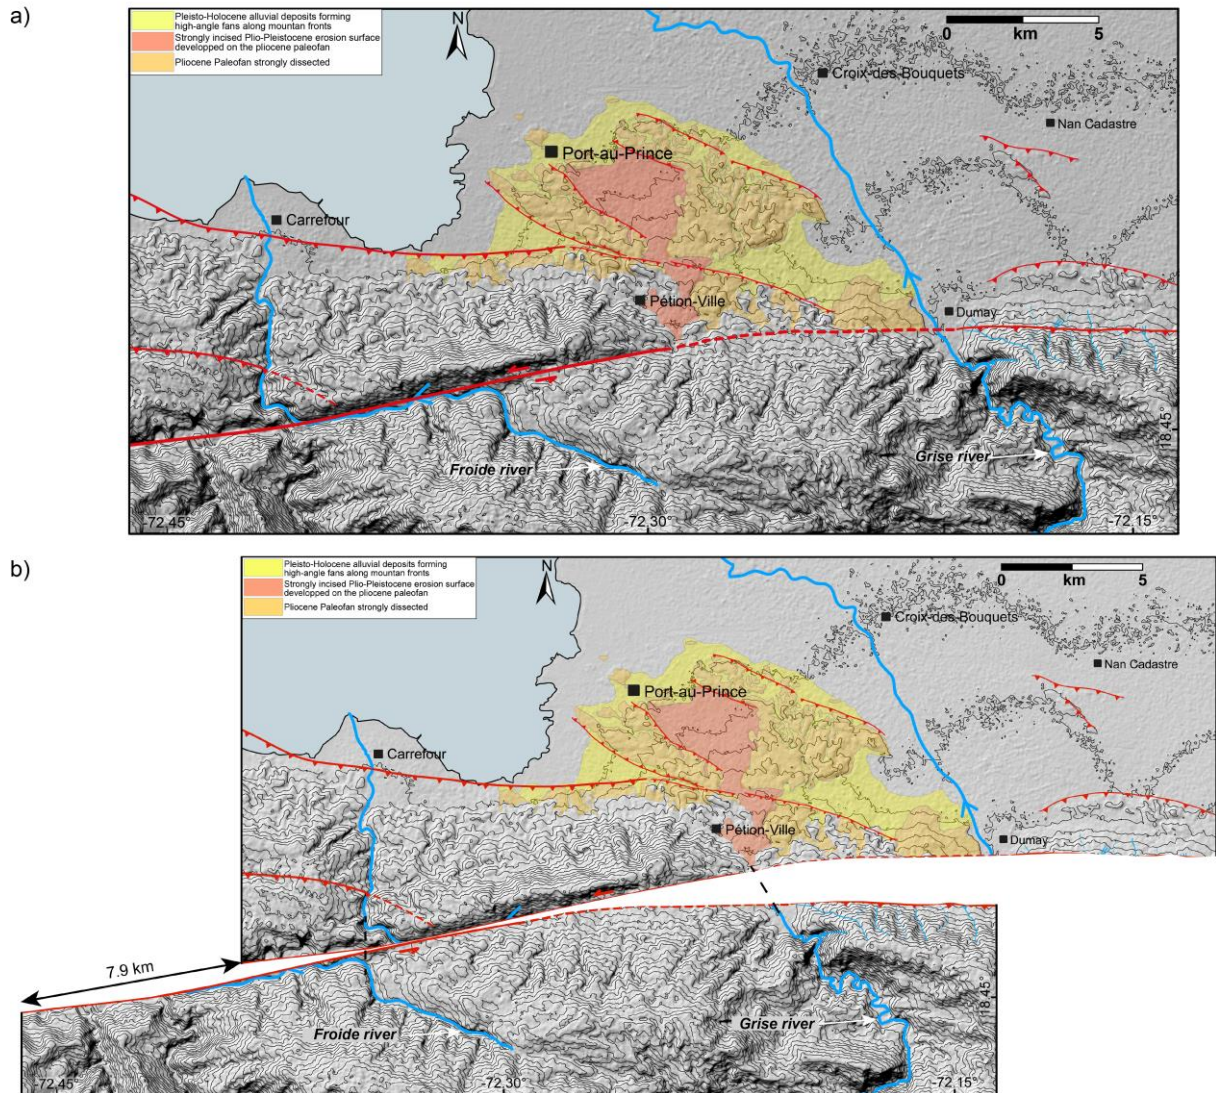 a)
Pleisto-Holocene alluvial deposits forming
high-angle fans along mountan fronts
Strongly incised Plio-Pleistocene erosion surface
developped on the pliocene paleofan
Pliocene Paleofan strongly dissected
N
0 km 5
Croix-des-Bouquets
Nan Cadastre
Port-au-Prince
Carrefour
Pétion-Ville
Dumay
Froide river
Grise river
18.45°
-72.45°
-72.30°
-72.15°
b)
Pleisto-Holocene alluvial deposits forming
high-angle fans along mountan fronts
Strongly incised Plio-Pleistocene erosion surface
developped on the pliocene paleofan
Pliocene Paleofan strongly dissected
N
0 km 5
Croix-des-Bouquets
Nan Cadastre
Port-au-Prince
Carrefour
Pétion-Ville
Dumay
7.9 km
Froide river
Grise river
18.45°
-72.45°
-72.30°
-72.15°